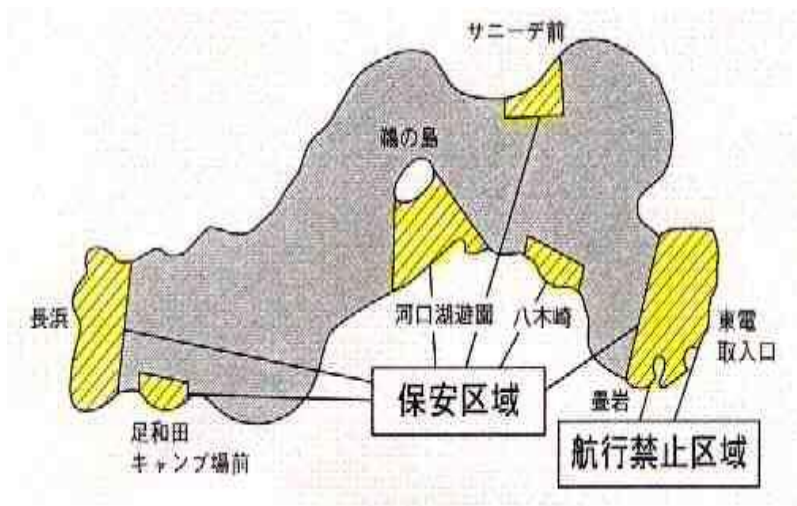 サニーデ前
鵜の島
長浜
河口湖遊園
八木崎
東電
取入口
保安区域
畳岩
足和田
キャンプ場前
航行禁止区域